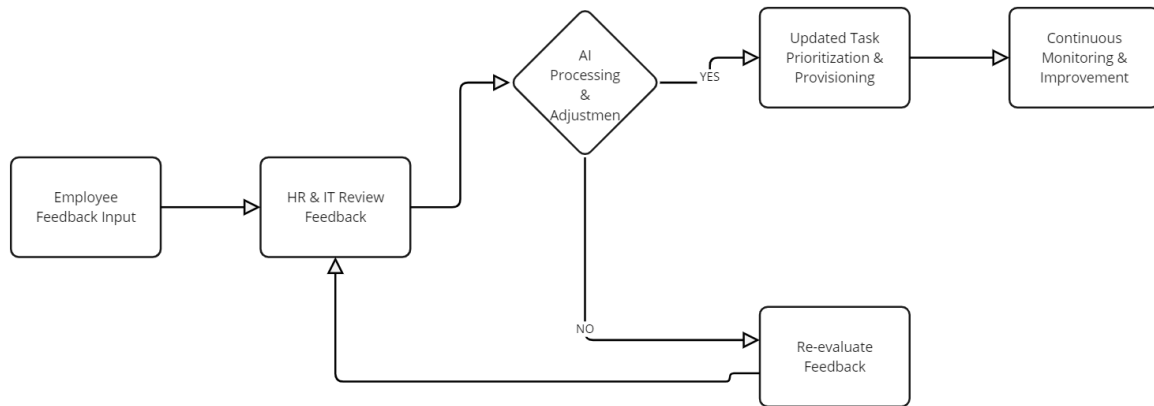 Employee
Feedback Input
HR & IT Review
Feedback
AI
Processing
&
Adjustmen
YES
Updated Task
Prioritization &
Provisioning
Continuous
Monitoring &
Improvement
NO
Re-evaluate
Feedback